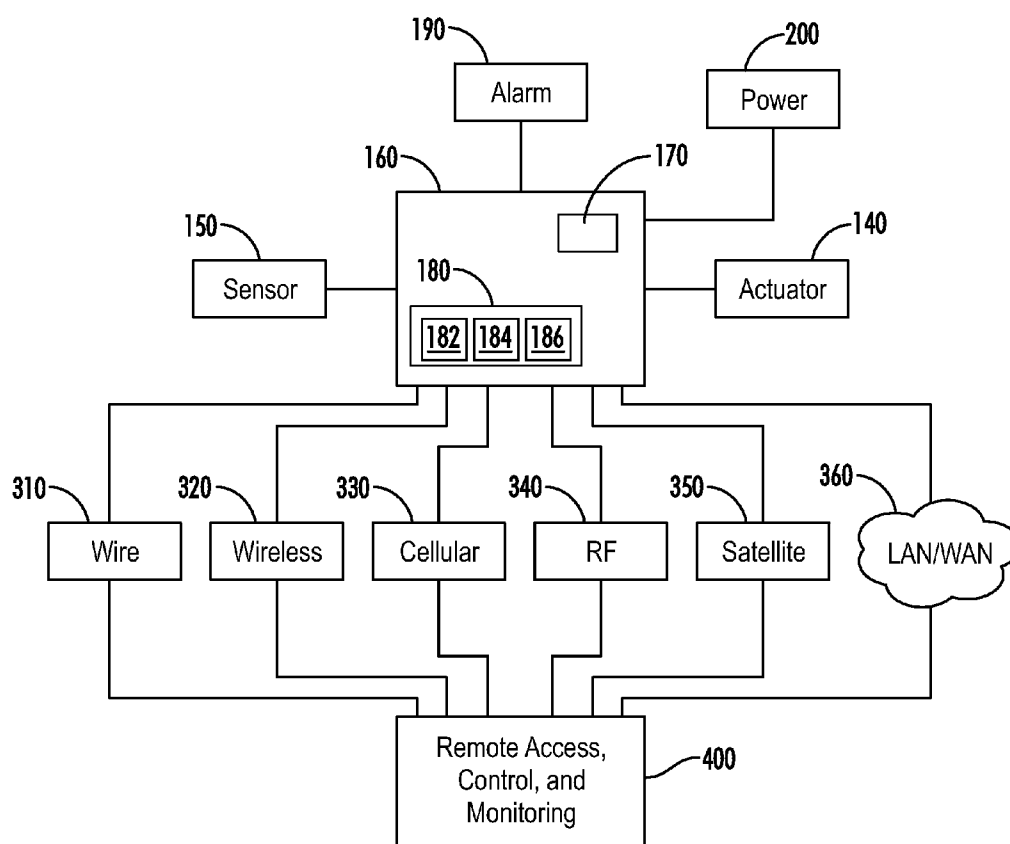 190
200
Alarm
Power
160
170
150
140
Sensor
180
Actuator
182 184 186
310
320
330
340
350
360
Wire
Wireless
Cellular
RF
Satellite
LAN/WAN
Remote Access,
Control, and
Monitoring
400